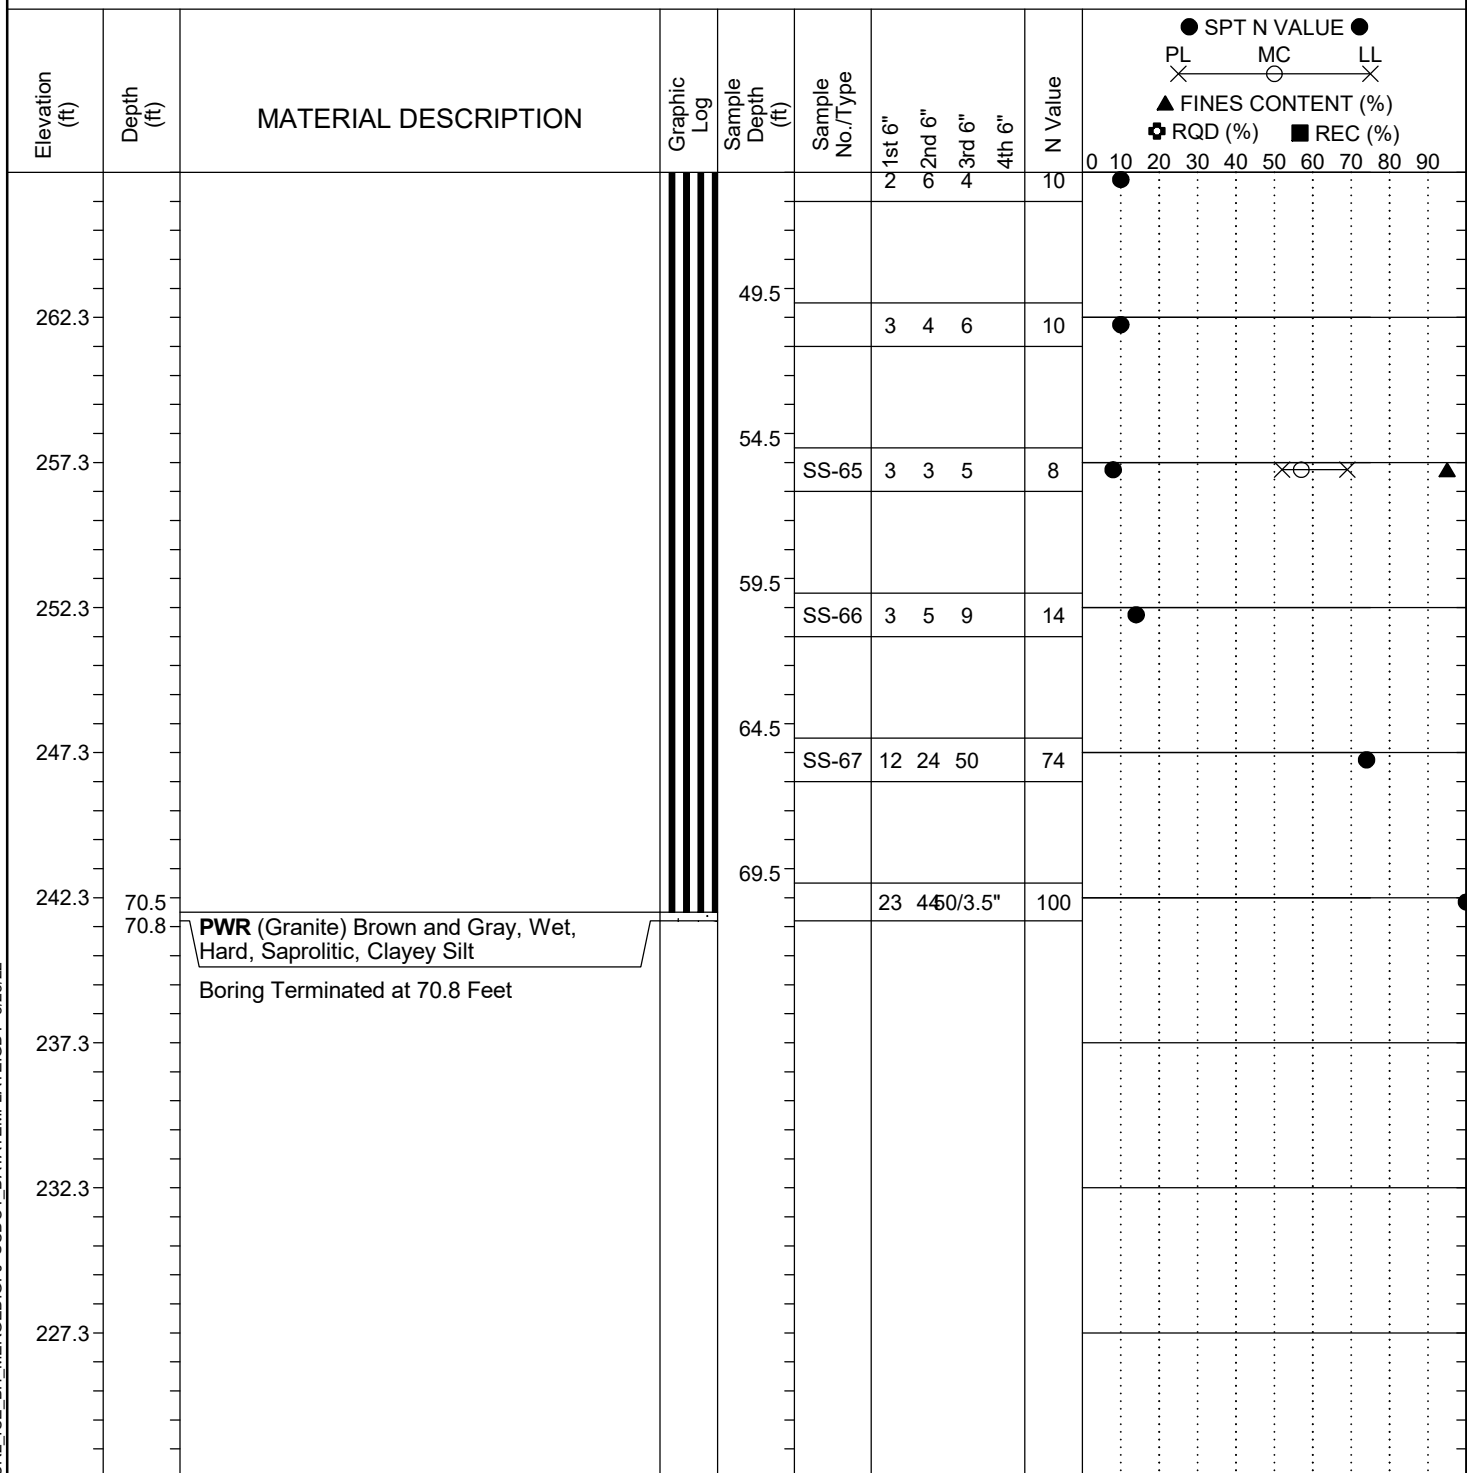 ● SPT N VALUE ●
PL MC LL
▲ FINES CONTENT (%)
RQD (%) ■ REC (%)
Elevation (ft)
Depth (ft)
MATERIAL DESCRIPTION
Graphic Log
Sample Depth (ft)
Sample No./Type
1st 6"
2nd 6"
3rd 6"
4th 6"
N Value
0 10 20 30 40 50 60 70 80 90
2 6 4 10
49.5
262.3 3 4 6 10
54.5
257.3 SS-65 3 3 5 8
59.5
252.3 SS-66 3 5 9 14
64.5
247.3 SS-67 12 24 50 74
69.5
242.3 70.5 23 44 50/3.5" 100
70.8 PWR (Granite) Brown and Gray, Wet,
Hard, Saprolitic, Clayey Silt
Boring Terminated at 70.8 Feet
237.3
232.3
227.3